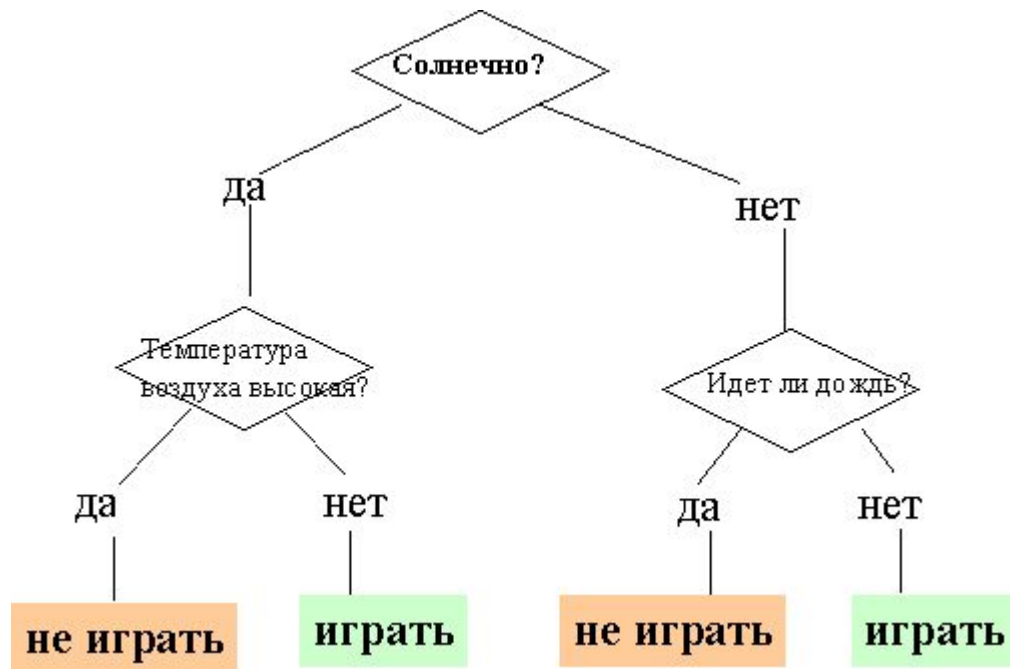 Солнечно?
да
нет
Температура
воздуха высокая?
Идет ли дождь?
да
нет
да
нет
не играть
играть
не играть
играть